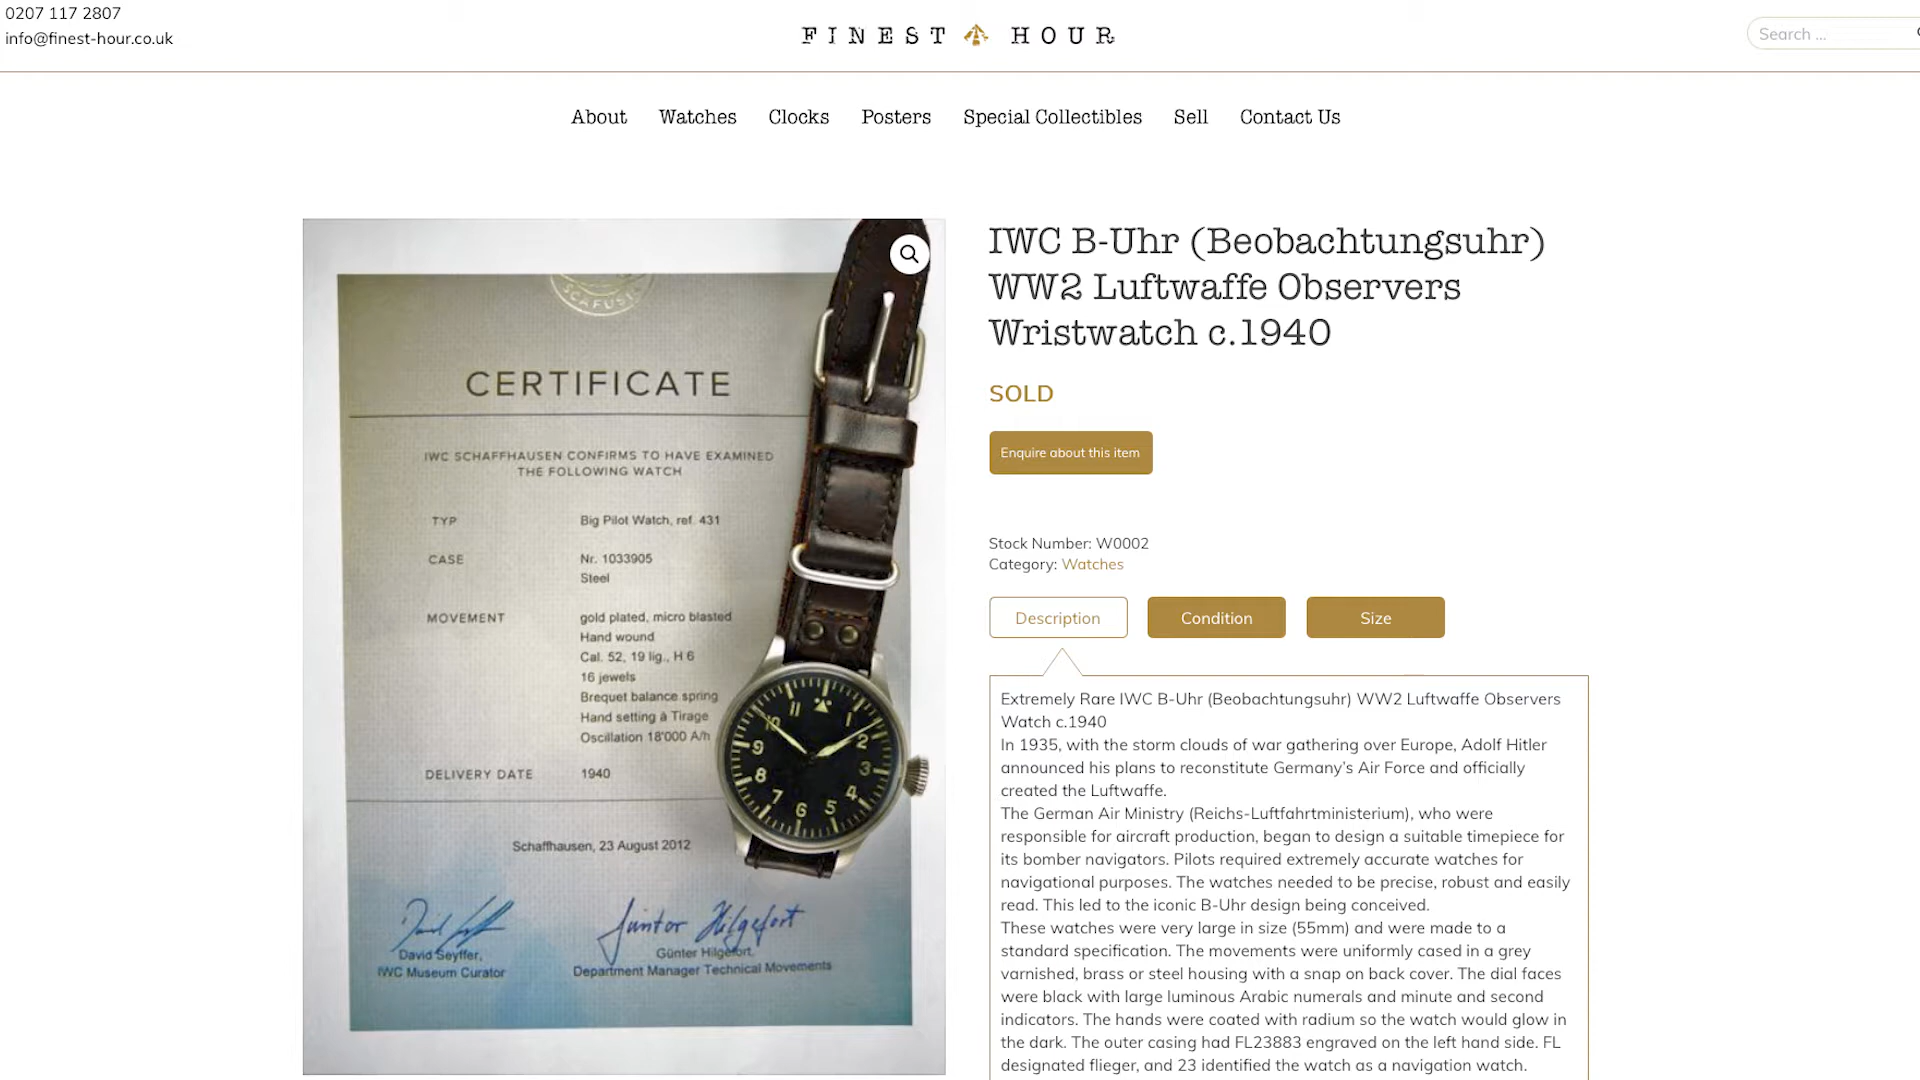 0207 117 2807
info@finest-hour.co.uk
FINEST HOUR
Search ...
About Watches Clocks Posters Special Collectibles Sell Contact Us
SCAFUSIA
CERTIFICATE
IWC SCHAFFHAUSEN CONFIRMS TO HAVE EXAMINED
THE FOLLOWING WATCH
TYP Big Pilot Watch, ref. 431
CASE Nr. 1033905
Steel
MOVEMENT gold plated, micro blasted
Hand wound
Cal. 52, 19 lig., H 6
16 jewels
Brequet balance spring
Hand setting à Tirage
Oscillation 18'000 A/h
DELIVERY DATE 1940
Schaffhausen, 23 August 2012
Günter Hilgefort
David Seyffer,
IWC Museum Curator
Günter Hilgefort,
Department Manager Technical Movements
11 1
10 2
9 3
8 4
7 6 5
IWC B-Uhr (Beobachtungsuhr)
WW2 Luftwaffe Observers
Wristwatch c.1940
SOLD
Enquire about this item
Stock Number: W0002
Category: Watches
Description Condition Size
Extremely Rare IWC B-Uhr (Beobachtungsuhr) WW2 Luftwaffe Observers
Watch c.1940
In 1935, with the storm clouds of war gathering over Europe, Adolf Hitler
announced his plans to reconstitute Germany's Air Force and officially
created the Luftwaffe.
The German Air Ministry (Reichs-Luftfahrtministerium), who were
responsible for aircraft production, began to design a suitable timepiece for
its bomber navigators. Pilots required extremely accurate watches for
navigational purposes. The watches needed to be precise, robust and easily
read. This led to the iconic B-Uhr design being conceived.
These watches were very large in size (55mm) and were made to a
standard specification. The movements were uniformly cased in a grey
varnished, brass or steel housing with a snap on back cover. The dial faces
were black with large luminous Arabic numerals and minute and second
indicators. The hands were coated with radium so the watch would glow in
the dark. The outer casing had FL23883 engraved on the left hand side. FL
designated flieger, and 23 identified the watch as a navigation watch.